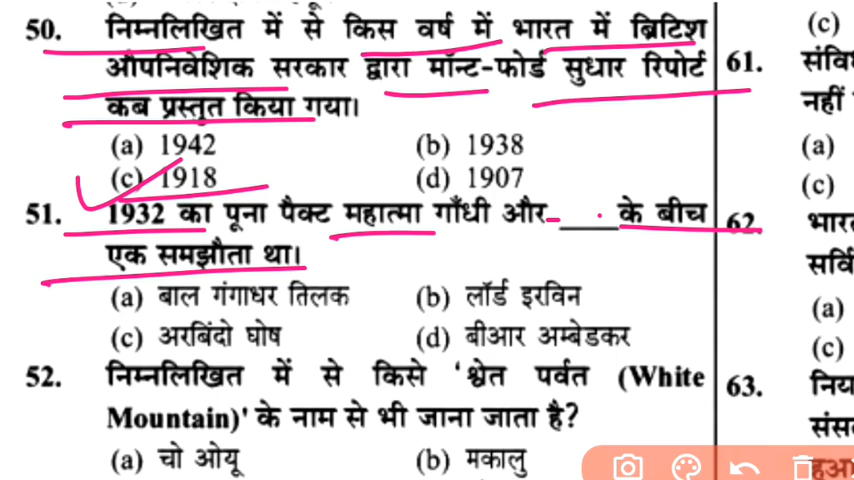 50. निम्नलिखित में से किस वर्ष में भारत में ब्रिटिश
औपनिवेशिक सरकार द्वारा मॉन्ट-फोर्ड सुधार रिपोर्ट
कब प्रस्तुत किया गया।
(a) 1942 (b) 1938
(c) 1918 (d) 1907
51. 1932 का पूना पैक्ट महात्मा गाँधी और ____ के बीच
एक समझौता था।
(a) बाल गंगाधर तिलक (b) लॉर्ड इरविन
(c) अरबिंदो घोष (d) बीआर अम्बेडकर
52. निम्नलिखित में से किसे 'श्वेत पर्वत (White
Mountain)' के नाम से भी जाना जाता है?
(a) चो ओयू (b) मकालु
(c)
61.
नहीं
(a)
(c)
62.
(a)
(c)
63.